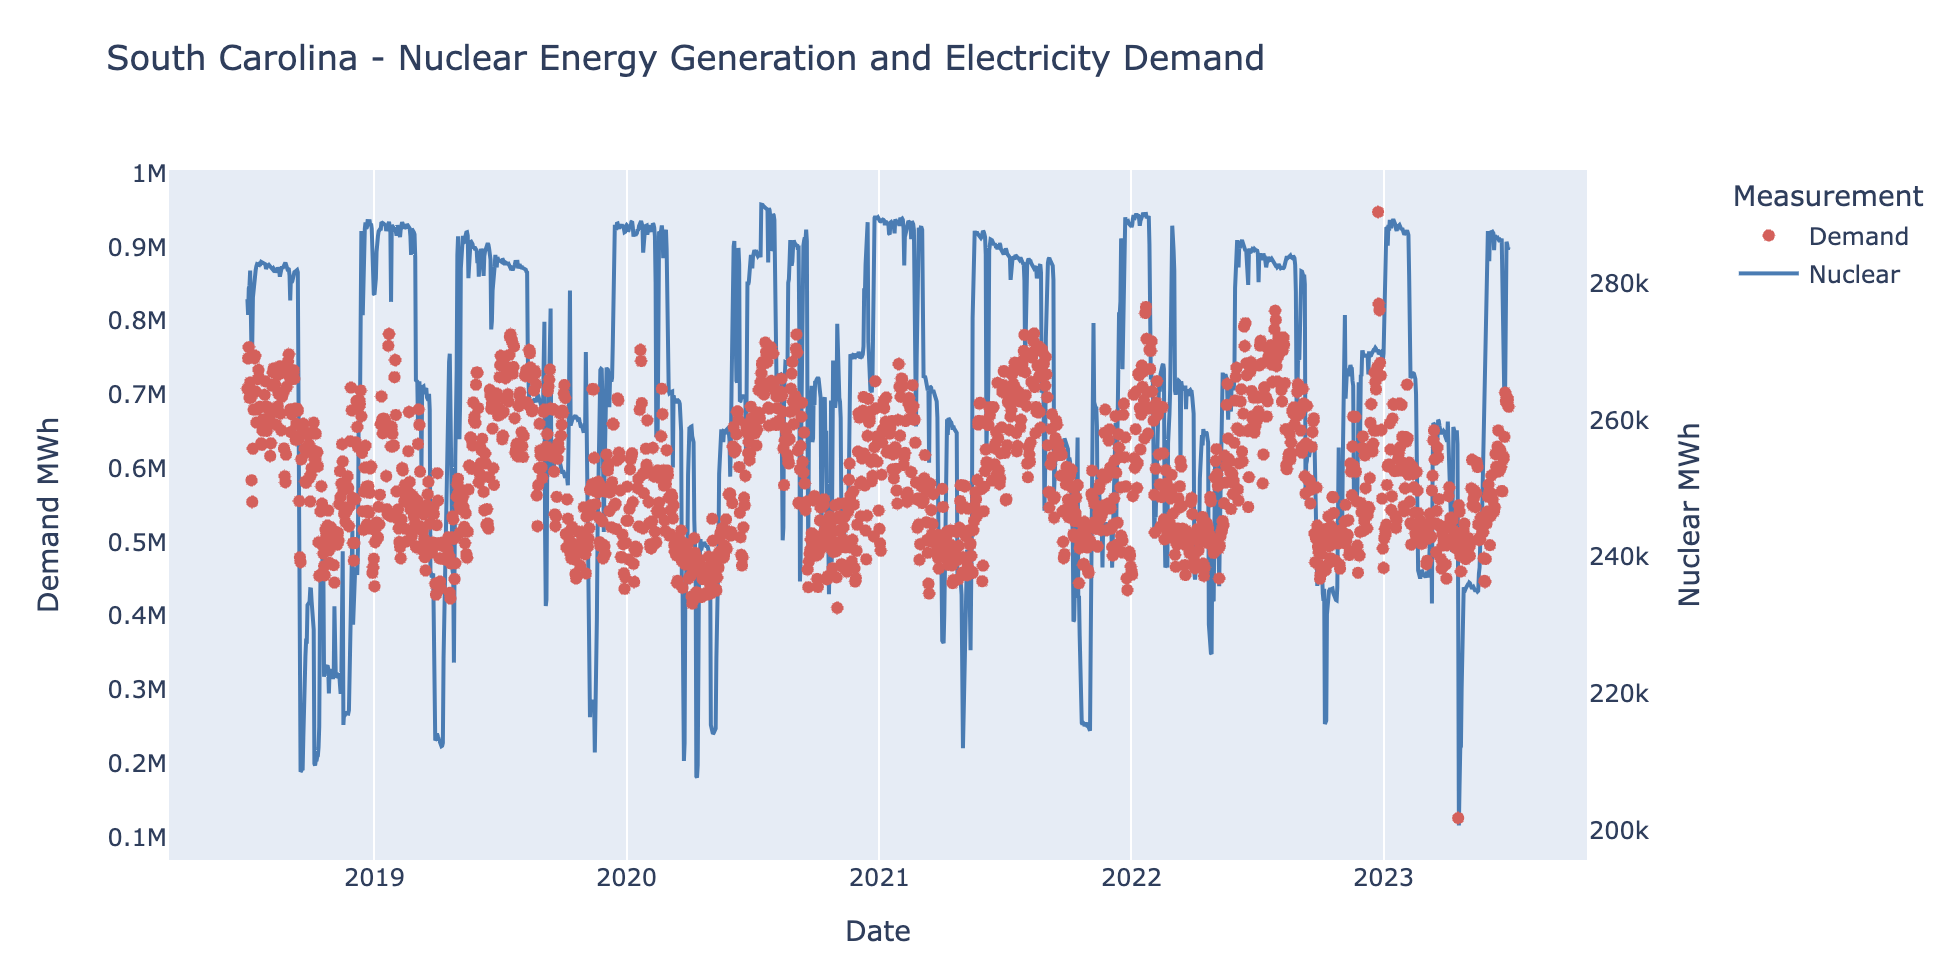 South Carolina - Nuclear Energy Generation and Electricity Demand
1M
0.9M
0.8M
0.7M
0.6M
0.5M
0.4M
0.3M
0.2M
0.1M
Demand MWh
2019
2020
2021
2022
2023
Date
280k
260k
240k
220k
200k
Nuclear MWh
Measurement
Demand
Nuclear